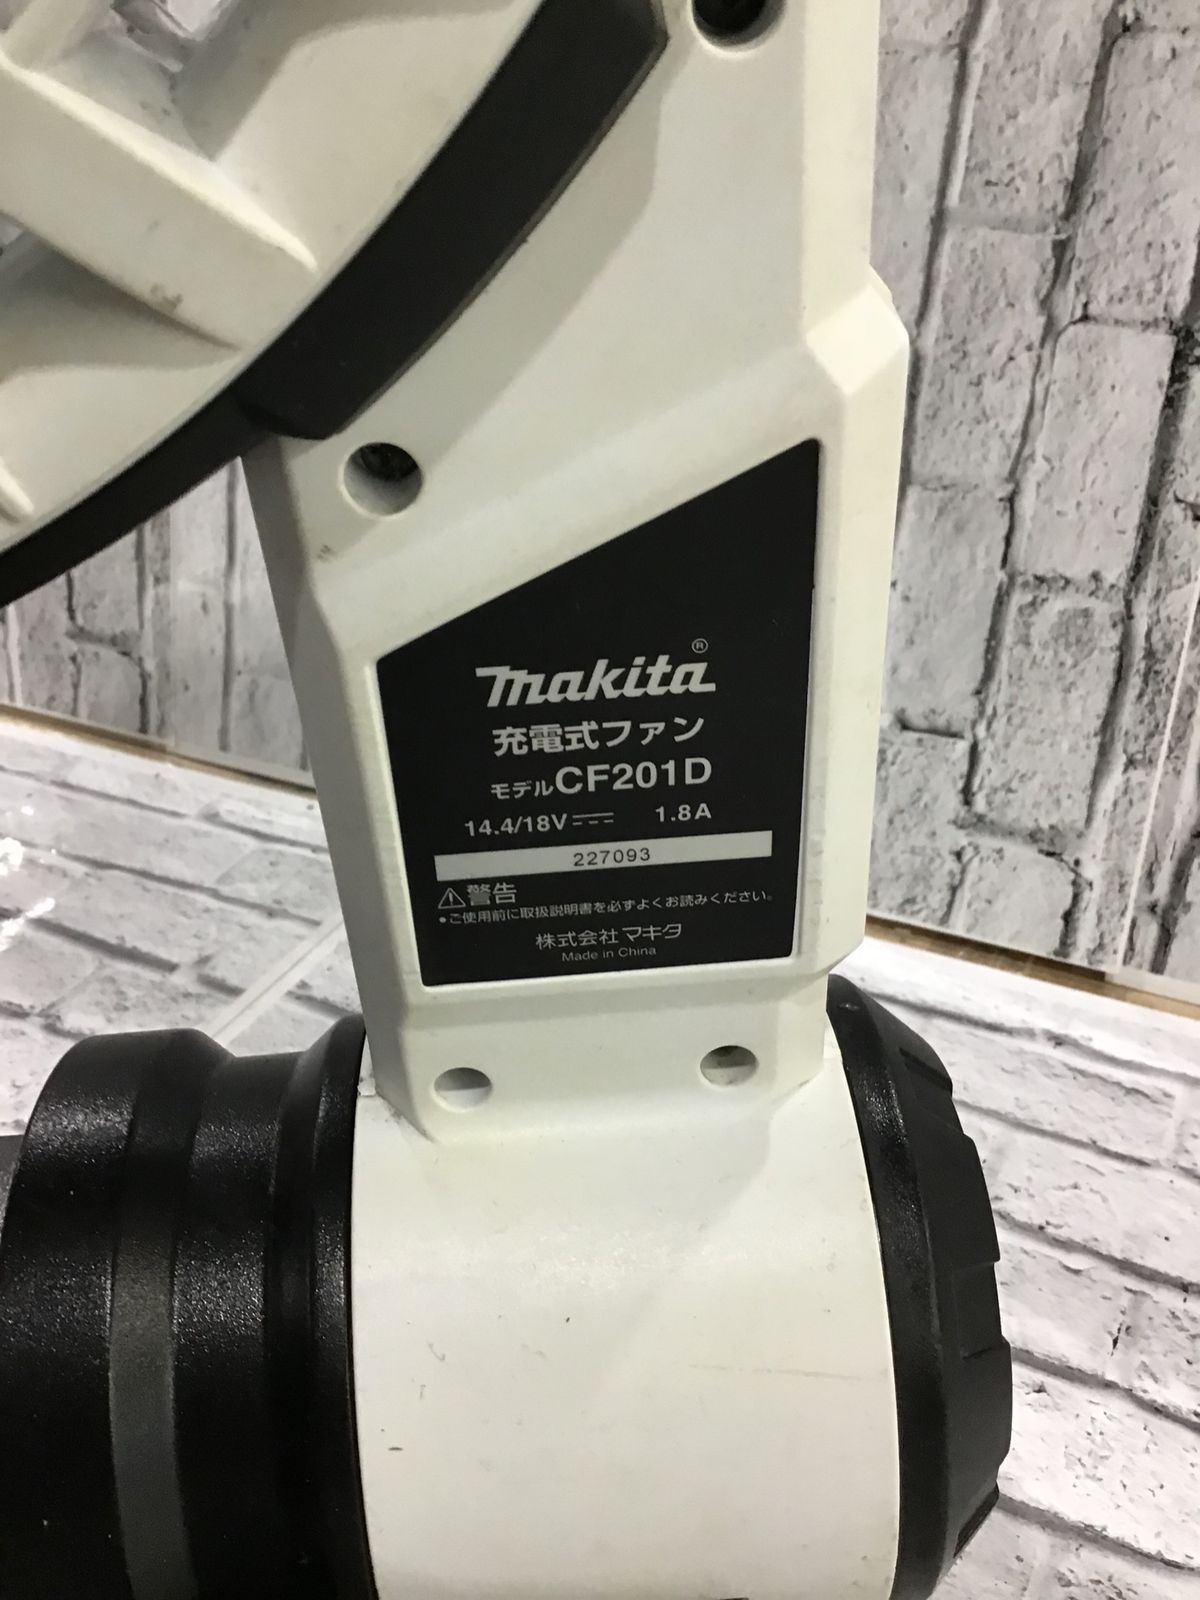 makita®
充電式ファン
モデルCF201D
14.4/18V 1.8A
227093
⚠警告
●ご使用前に取扱説明書を必ずよくお読みください。
株式会社マキタ
Made in China